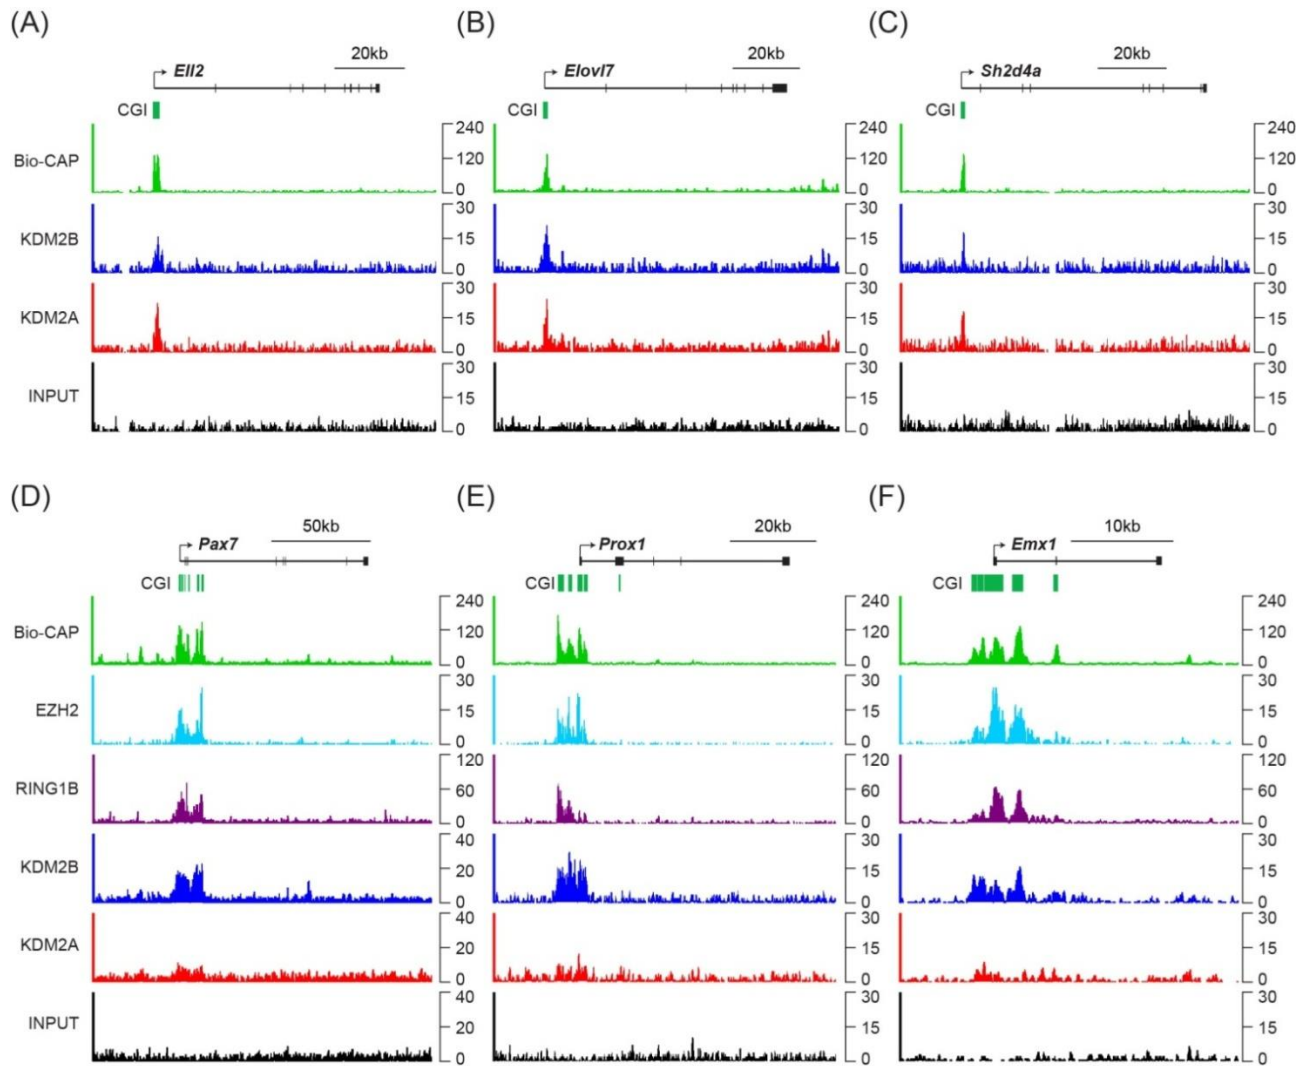 (A)
20kb
Ell2
CGI
Bio-CAP
240
120
0
KDM2B
30
15
0
KDM2A
30
15
0
INPUT
30
15
0
(B)
20kb
Elovl7
CGI
240
120
0
30
15
0
30
15
0
30
15
0
(C)
20kb
Sh2d4a
CGI
240
120
0
30
15
0
30
15
0
30
15
0
(D)
50kb
Pax7
CGI
Bio-CAP
240
120
0
EZH2
30
15
0
RING1B
120
60
0
KDM2B
40
20
0
KDM2A
40
20
0
INPUT
40
20
0
(E)
20kb
Prox1
CGI
240
120
0
30
15
0
120
60
0
30
15
0
30
15
0
30
15
0
(F)
10kb
Emx1
CGI
240
120
0
30
15
0
120
60
0
30
15
0
30
15
0
30
15
0